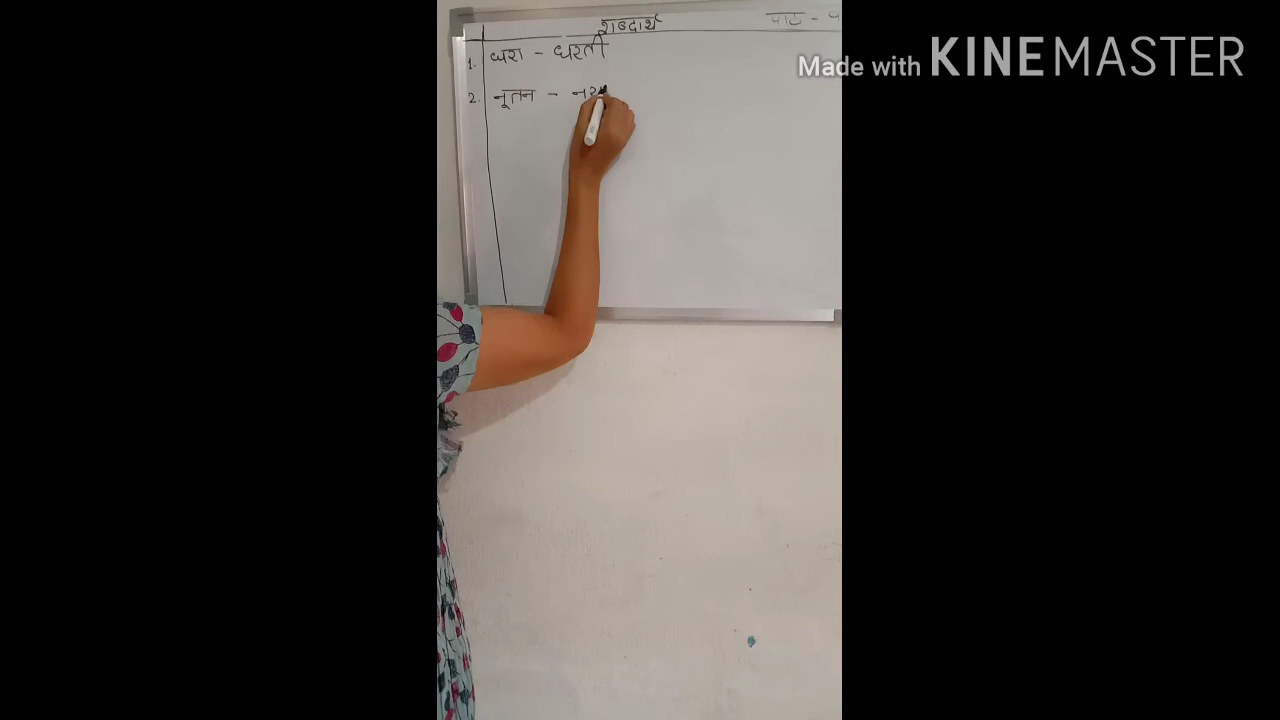 शब्दार्थ पाठ -
Made with KINEMASTER
1. धरा - धरती
2. नूतन - न